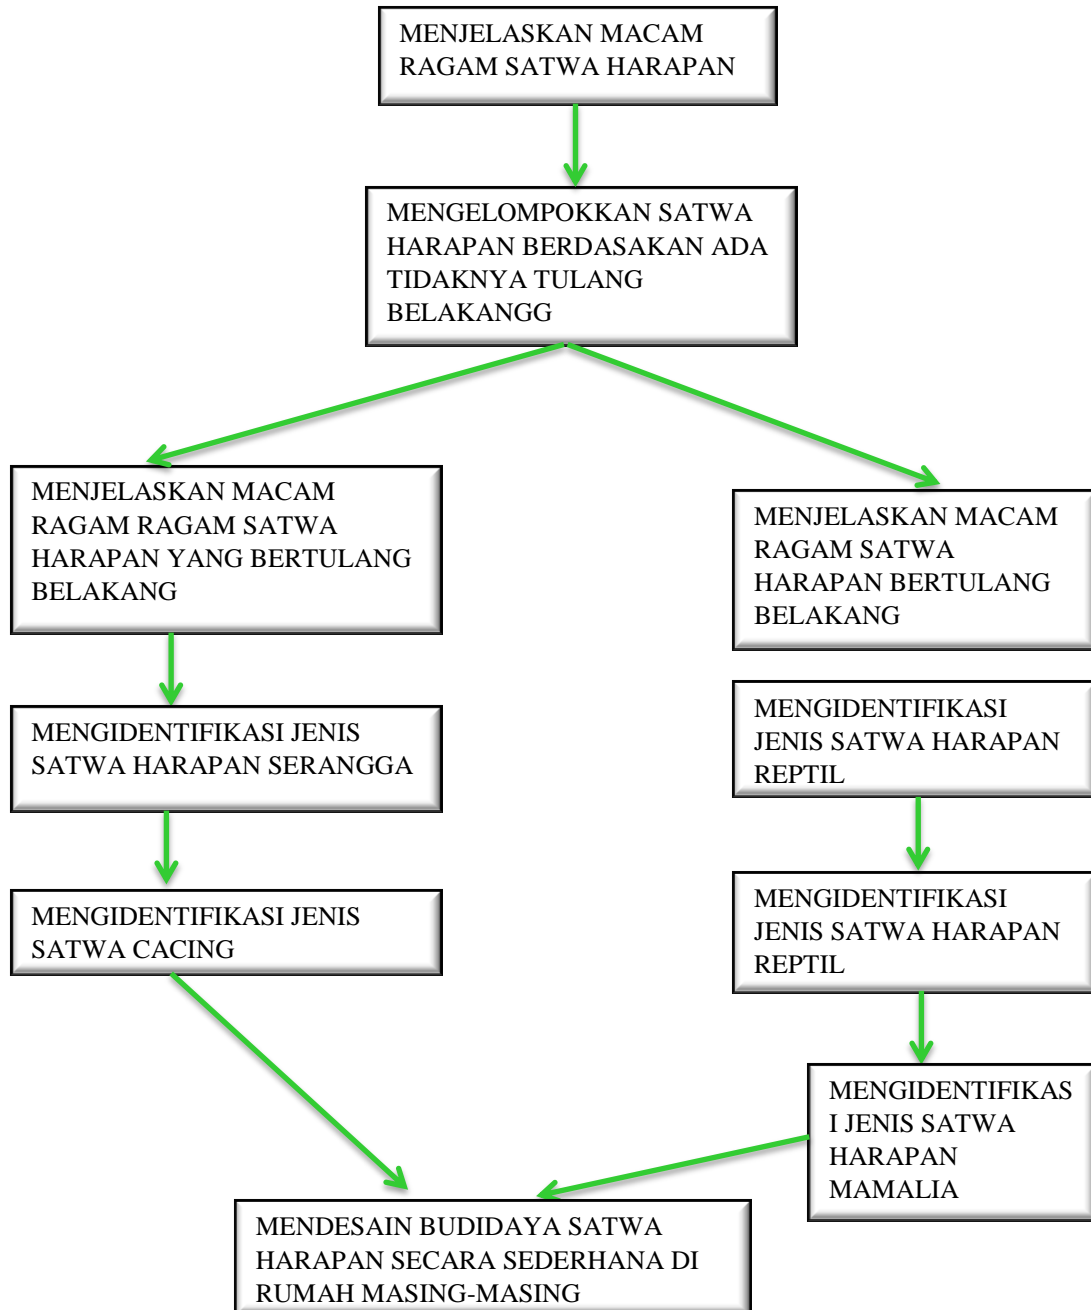 MENJELASKAN MACAM
RAGAM SATWA HARAPAN
MENGELOMPOKKAN SATWA
HARAPAN BERDASAKAN ADA
TIDAKNYA TULANG
BELAKANGG
MENJELASKAN MACAM
RAGAM RAGAM SATWA
HARAPAN YANG BERTULANG
BELAKANG
MENGIDENTIFIKASI JENIS
SATWA HARAPAN SERANGGA
MENGIDENTIFIKASI JENIS
SATWA CACING
MENJELASKAN MACAM
RAGAM SATWA
HARAPAN BERTULANG
BELAKANG
MENGIDENTIFIKASI
JENIS SATWA HARAPAN
REPTIL
MENGIDENTIFIKASI
JENIS SATWA HARAPAN
REPTIL
MENGIDENTIFIKAS
I JENIS SATWA
HARAPAN
MAMALIA
MENDESAIN BUDIDAYA SATWA
HARAPAN SECARA SEDERHANA DI
RUMAH MASING-MASING